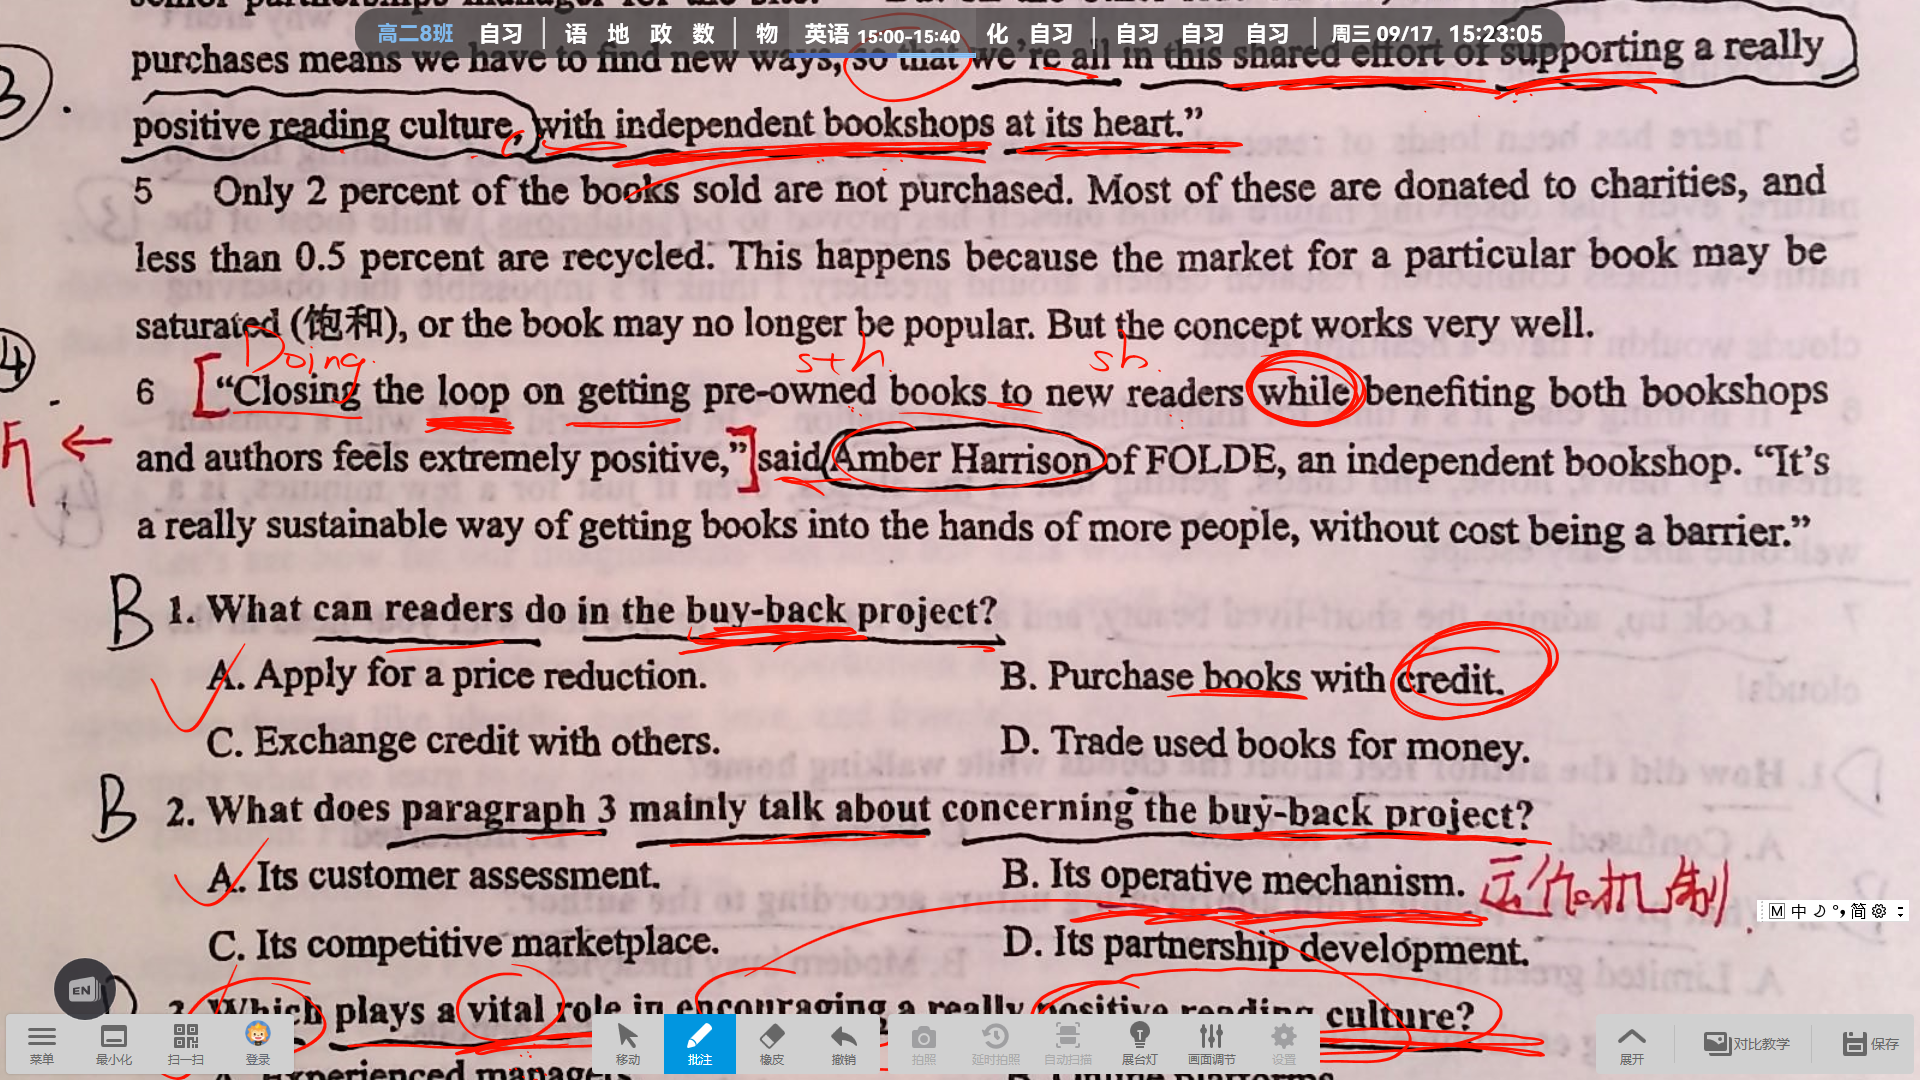 高二8班 自习 语 地 政 数 物 英语 15:00-15:40 化 自习 自习 自习 自习 周三 09/17 15:23:05
purchases means we have to find new ways, so that we're all in this shared effort of supporting a really
3
positive reading culture, with independent bookshops at its heart.”
5 Only 2 percent of the books sold are not purchased. Most of these are donated to charities, and
less than 0.5 percent are recycled. This happens because the market for a particular book may be
saturated (饱和), or the book may no longer be popular. But the concept works very well.
4
Doing sth. sb.
6 “Closing the loop on getting pre-owned books to new readers while benefiting both bookshops
and authors feels extremely positive,” said Amber Harrison of FOLDE, an independent bookshop. “It's
a really sustainable way of getting books into the hands of more people, without cost being a barrier.”
B 1. What can readers do in the buy-back project?
A. Apply for a price reduction. B. Purchase books with credit.
C. Exchange credit with others. D. Trade used books for money.
B 2. What does paragraph 3 mainly talk about concerning the buy-back project?
A. Its customer assessment. B. Its operative mechanism. 运作机制
C. Its competitive marketplace. D. Its partnership development.
3. Which plays a vital role in encouraging a really positive reading culture?
A. Experienced managers. B. Online platforms.
M 中 简
EN
菜单 最小化 扫一扫 登录 移动 批注 橡皮 撤销 拍照 延时拍照 自动扫描 展台灯 画面调节 设置 展开 对比教学 保存